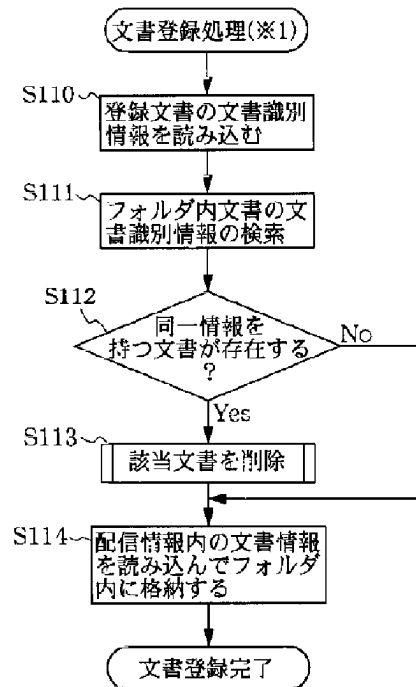 文書登録処理(※1)
S110
登録文書の文書識別
情報を読み込む
S111
フォルダ内文書の文
書識別情報の検索
S112
同一情報を
持つ文書が存在する
?
No
Yes
S113
該当文書を削除
S114
配信情報内の文書情報
を読み込んでフォルダ
内に格納する
文書登録完了